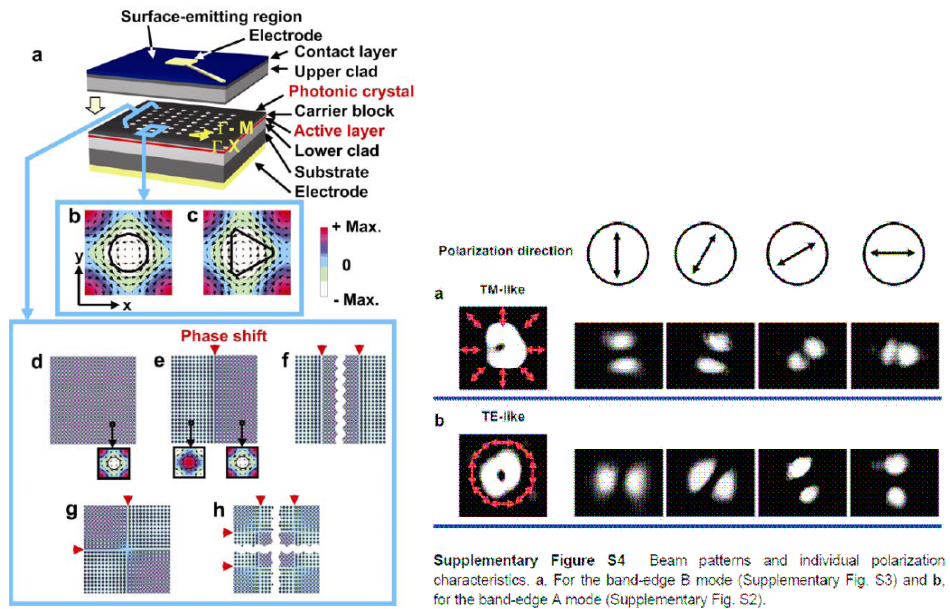 Surface-emitting region
Electrode
a
Contact layer
Upper clad
Photonic crystal
Carrier block
Γ-M
Active layer
Γ-X
Lower clad
Substrate
Electrode
b
c
+ Max.
0
- Max.
y
x
Phase shift
d
e
f
g
h
Polarization direction
a
TM-like
b
TE-like
Supplementary Figure S4 Beam patterns and individual polarization
characteristics. a, For the band-edge B mode (Supplementary Fig. S3) and b,
for the band-edge A mode (Supplementary Fig. S2).